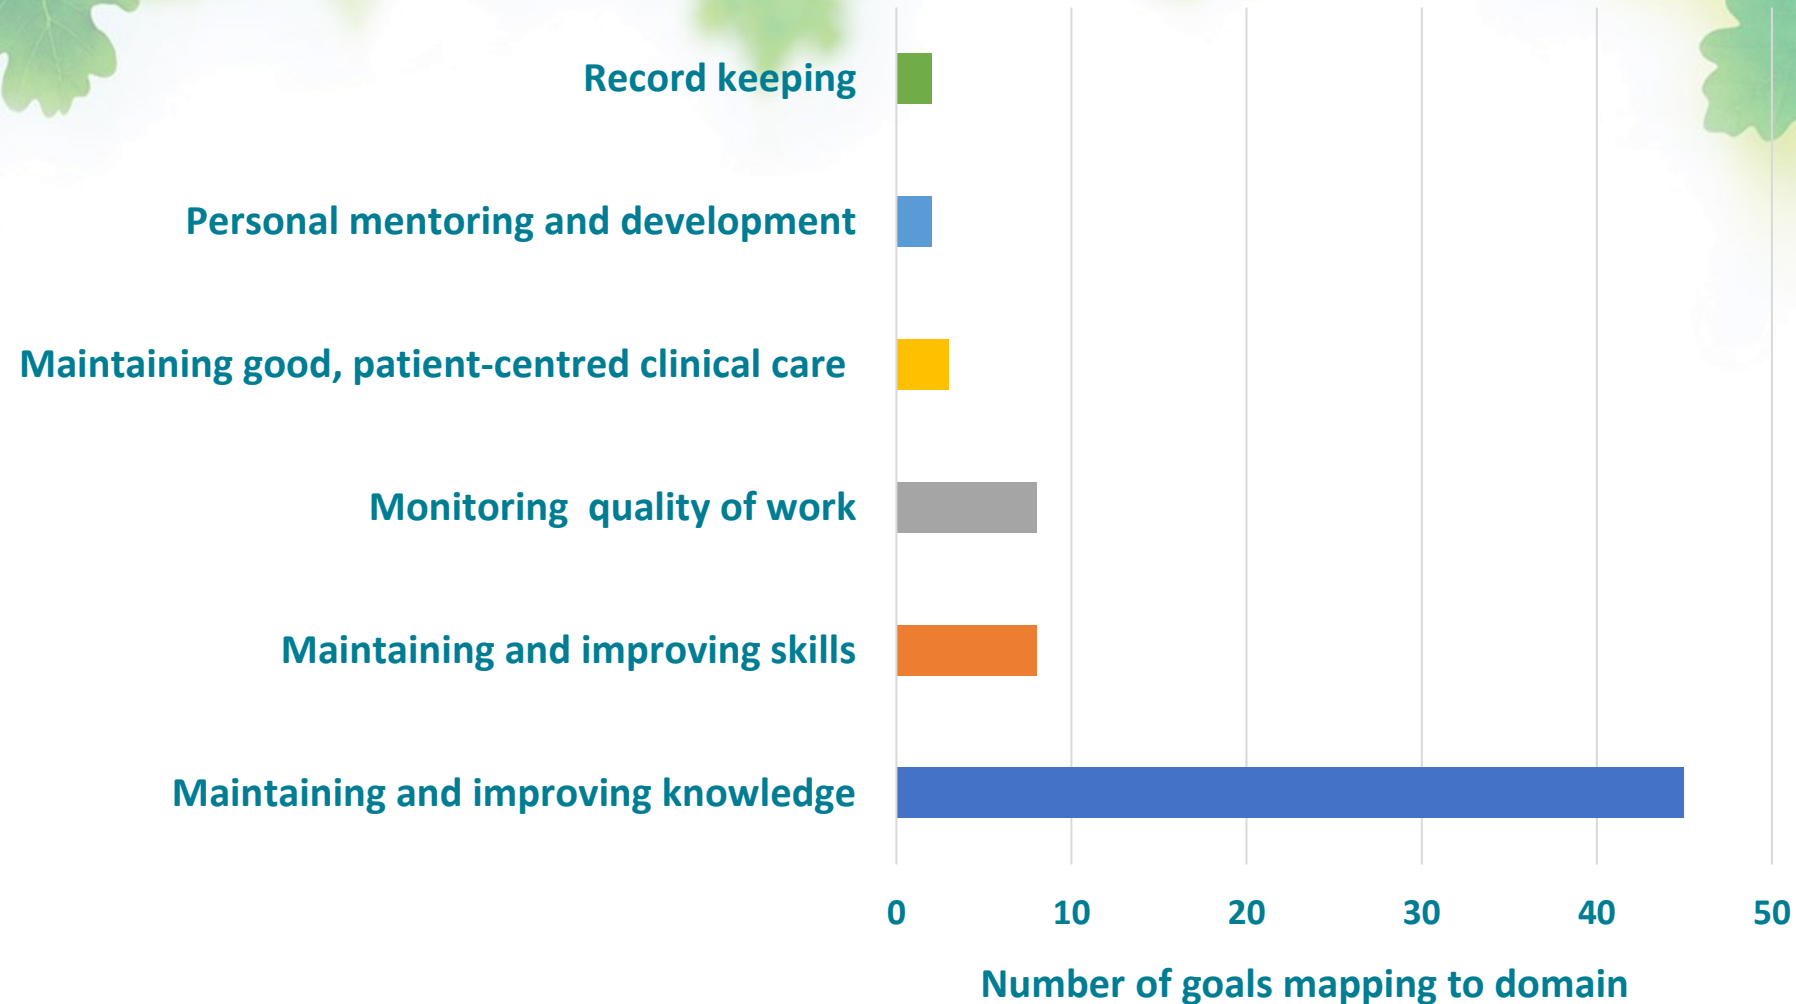 Record keeping
Personal mentoring and development
Maintaining good, patient-centred clinical care
Monitoring  quality of work
Maintaining and improving skills
Maintaining and improving knowledge
0 10 20 30 40 50
Number of goals mapping to domain